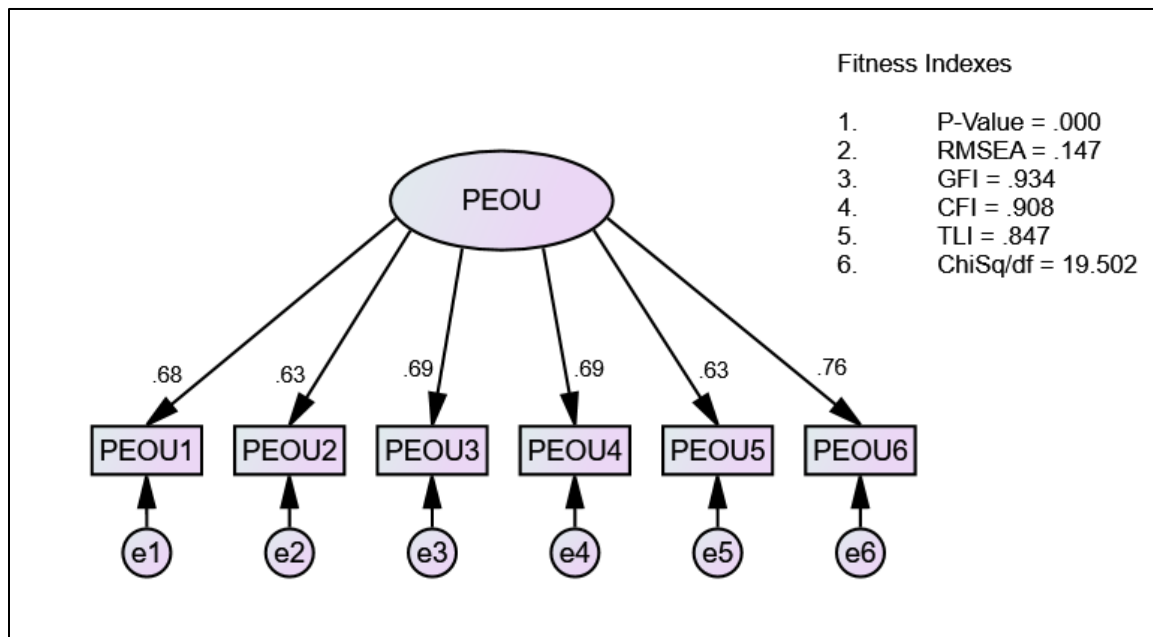 Fitness Indexes
1. P-Value = .000
2. RMSEA = .147
3. GFI = .934
4. CFI = .908
5. TLI = .847
6. ChiSq/df = 19.502
PEOU
.68 .63 .69 .69 .63 .76
PEOU1 PEOU2 PEOU3 PEOU4 PEOU5 PEOU6
e1 e2 e3 e4 e5 e6